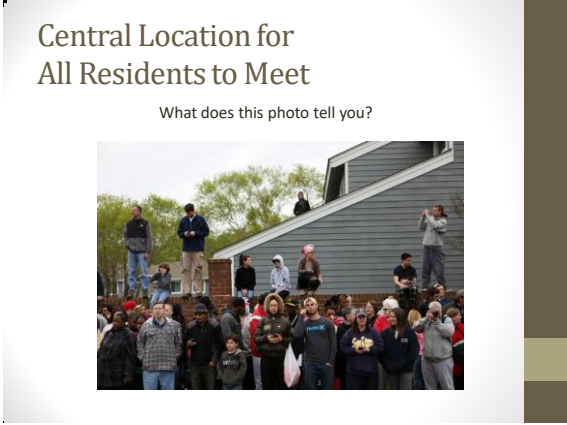 Central Location for
All Residents to Meet
What does this photo tell you?